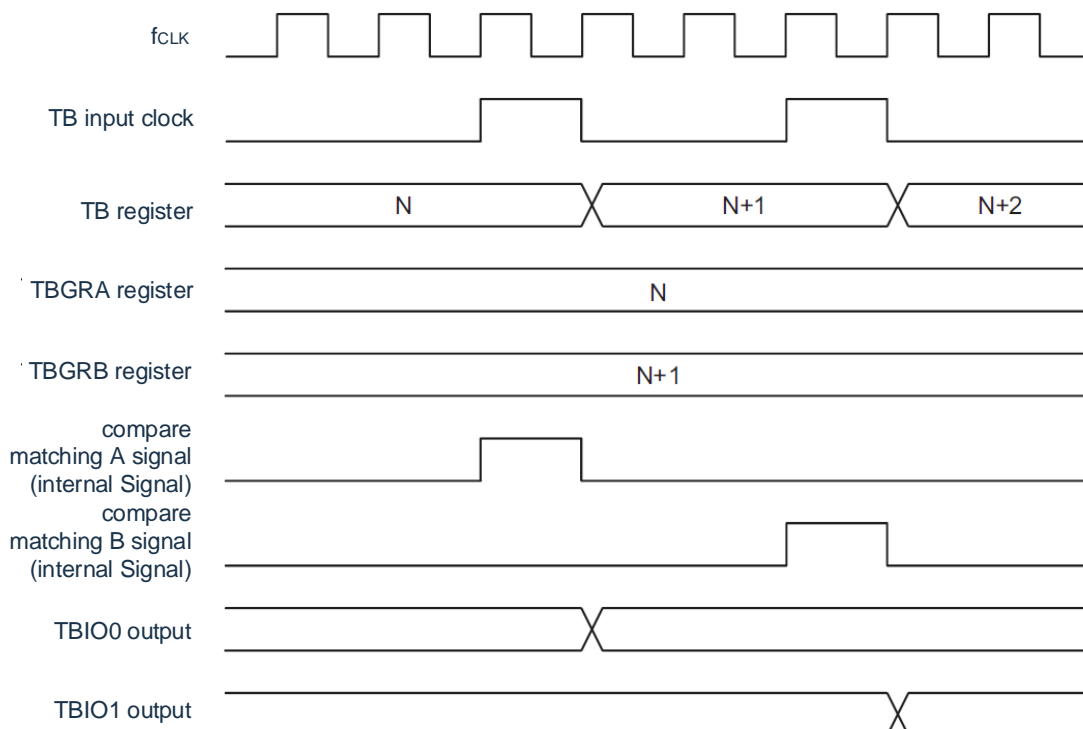 fCLK
TB input clock
TB register
N
N+1
N+2
TBGRA register
N
TBGRB register
N+1
compare
matching A signal
(internal Signal)
compare
matching B signal
(internal Signal)
TBIO0 output
TBIO1 output